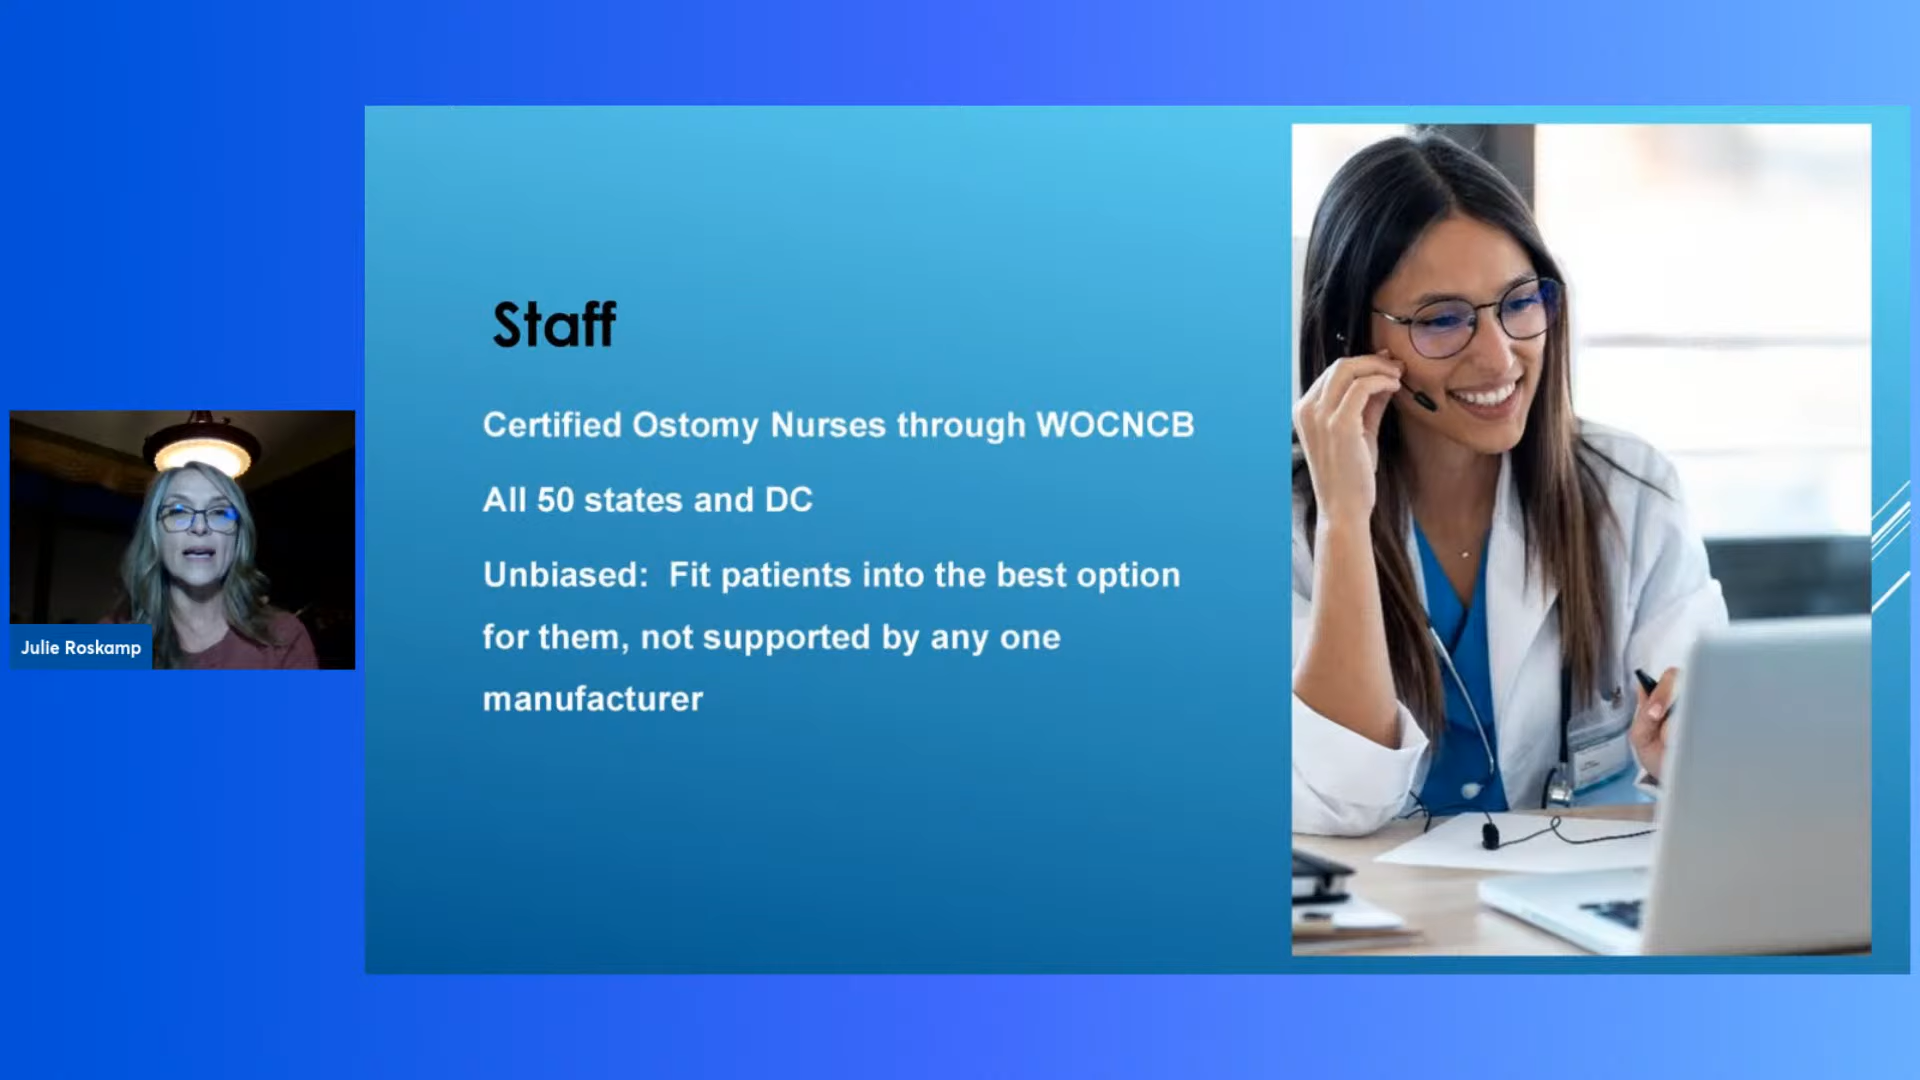 Staff
Certified Ostomy Nurses through WOCNCB
All 50 states and DC
Unbiased:  Fit patients into the best option
for them, not supported by any one
manufacturer
Julie Roskamp